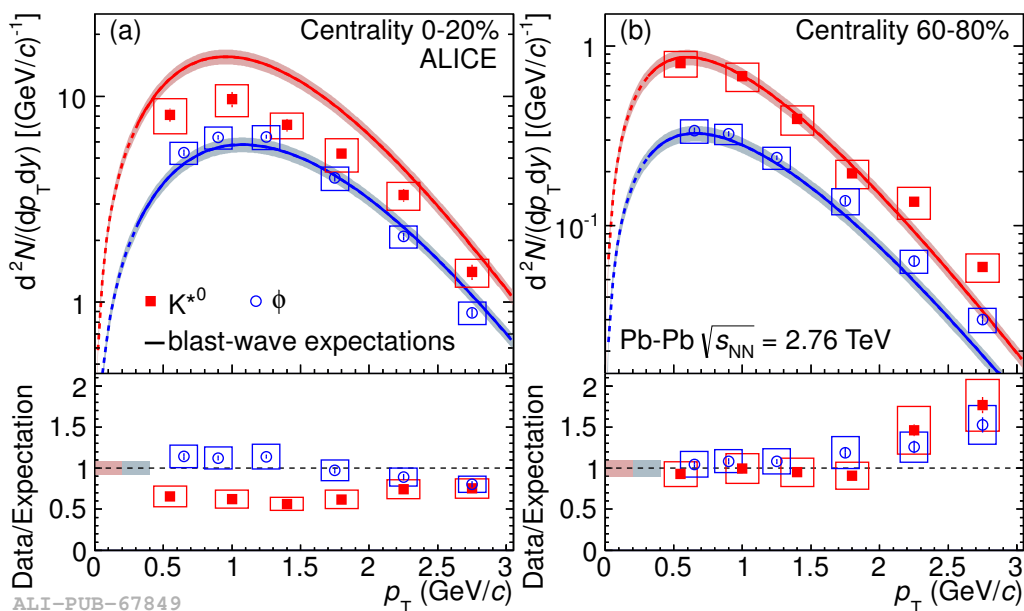 (a)
Centrality 0-20%
ALICE
d²N/(dp_T dy) [(GeV/c)⁻¹]
10
1
K*⁰
ϕ
blast-wave expectations
Data/Expectation
2
1.5
1
0.5
0
0 0.5 1 1.5 2 2.5 3
p_T (GeV/c)
(b)
Centrality 60-80%
d²N/(dp_T dy) [(GeV/c)⁻¹]
1
10⁻¹
Pb-Pb √s_NN = 2.76 TeV
Data/Expectation
2
1.5
1
0.5
0
0 0.5 1 1.5 2 2.5 3
p_T (GeV/c)
ALI-PUB-67849